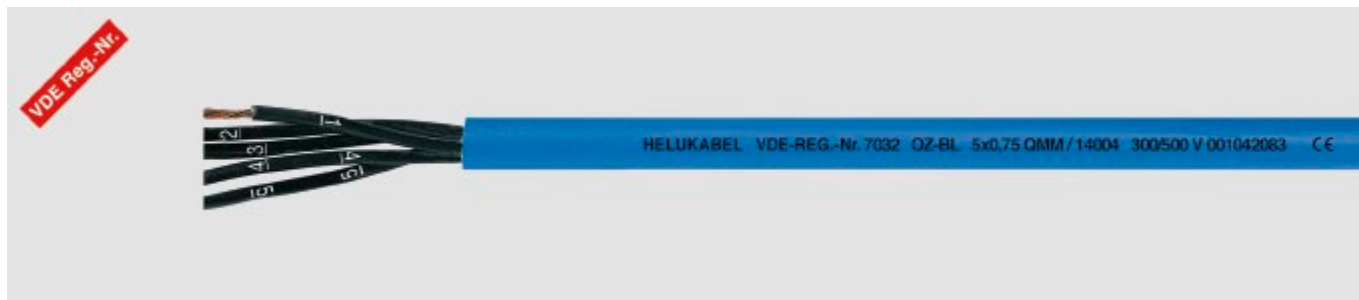 VDE Reg.-Nr.
1
2
3
4 4
5 5
HELUKABEL VDE-REG.-Nr. 7032 OZ-BL 5x0,75 QMM / 14004 300/500 V 001042083 CE